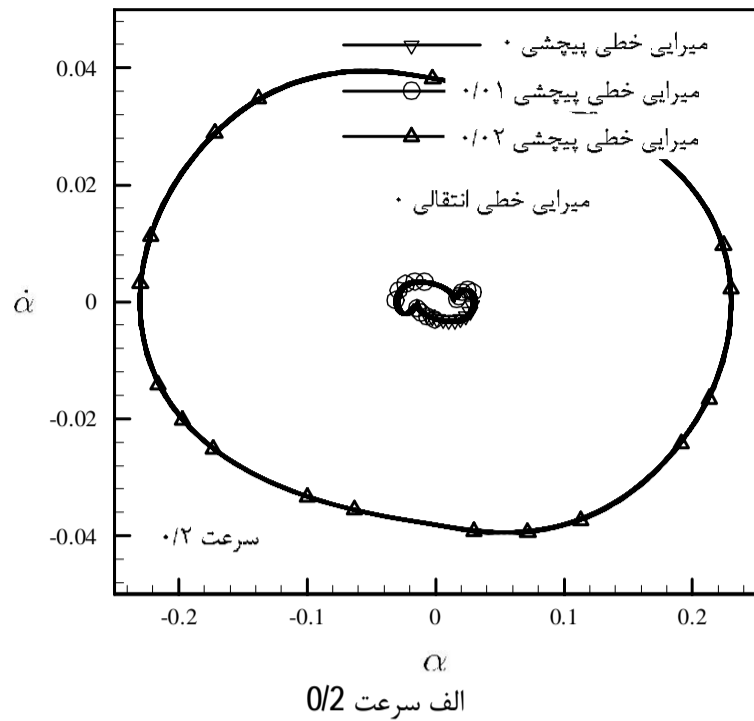 میرایی خطی پیچشی ۰
میرایی خطی پیچشی ۰/۰۱
میرایی خطی پیچشی ۰/۰۲
میرایی خطی انتقالی ۰
0.04
0.02
0
-0.02
-0.04
α̇
سرعت ۰/۲
-0.2 -0.1 0 0.1 0.2
α
الف سرعت 0/2